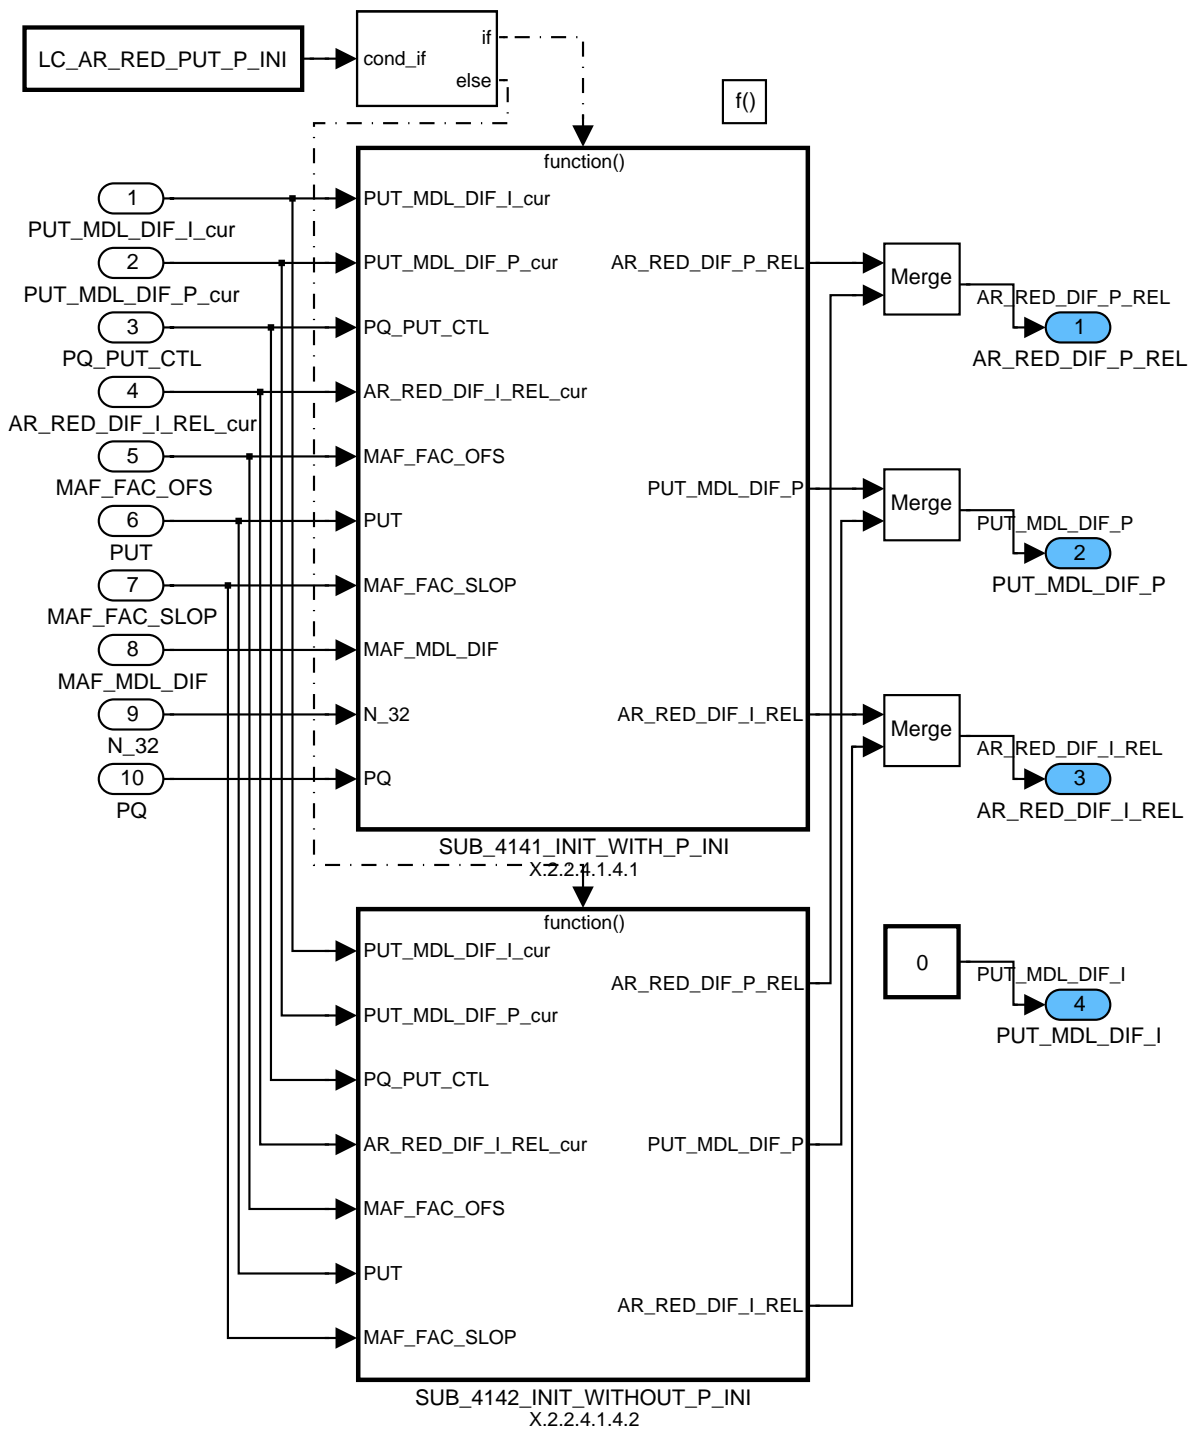 LC_AR_RED_PUT_P_INI
cond_if
if
else
f()
function()
1
PUT_MDL_DIF_I_cur
2
PUT_MDL_DIF_P_cur
3
PQ_PUT_CTL
4
AR_RED_DIF_I_REL_cur
5
MAF_FAC_OFS
6
PUT
7
MAF_FAC_SLOP
8
MAF_MDL_DIF
9
N_32
10
PQ
PUT_MDL_DIF_I_cur
PUT_MDL_DIF_P_cur
PQ_PUT_CTL
AR_RED_DIF_I_REL_cur
MAF_FAC_OFS
PUT
MAF_FAC_SLOP
MAF_MDL_DIF
N_32
PQ
AR_RED_DIF_P_REL
PUT_MDL_DIF_P
AR_RED_DIF_I_REL
SUB_4141_INIT_WITH_P_INI
X.2.2.4.1.4.1
Merge
AR_RED_DIF_P_REL
1
AR_RED_DIF_P_REL
Merge
PUT_MDL_DIF_P
2
PUT_MDL_DIF_P
Merge
AR_RED_DIF_I_REL
3
AR_RED_DIF_I_REL
function()
PUT_MDL_DIF_I_cur
PUT_MDL_DIF_P_cur
PQ_PUT_CTL
AR_RED_DIF_I_REL_cur
MAF_FAC_OFS
PUT
MAF_FAC_SLOP
AR_RED_DIF_P_REL
PUT_MDL_DIF_P
AR_RED_DIF_I_REL
SUB_4142_INIT_WITHOUT_P_INI
X.2.2.4.1.4.2
0
PUT_MDL_DIF_I
4
PUT_MDL_DIF_I